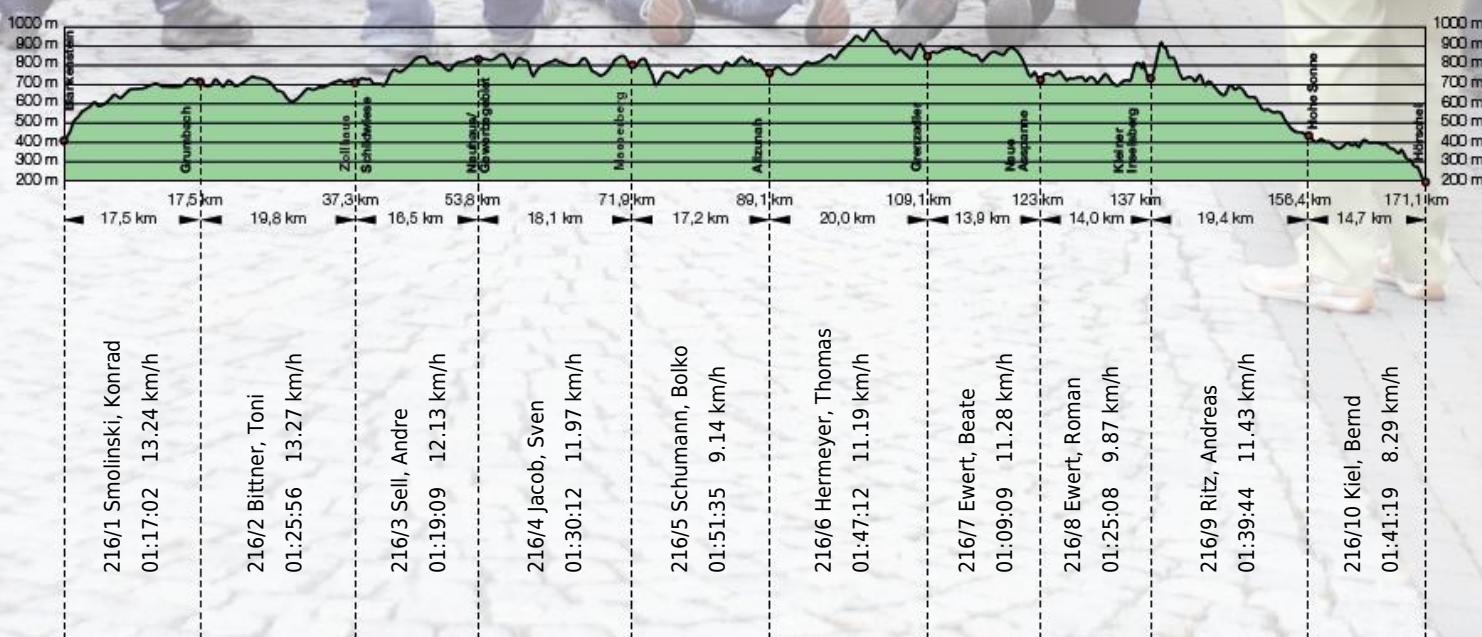 1000 m
900 m
800 m
700 m
600 m
500 m
400 m
300 m
200 m
1000 m
900 m
800 m
700 m
600 m
500 m
400 m
300 m
200 m
Blankenstein
Grumbach
Zollhaus
Schildwiese
Neuhaus/
Masserberg
Allzunah
Grenzadler
Neue
Ausspanne
Kleiner
Inselsberg
Hohe Sonne
Hörschel
17,5 km
37,3 km
53,8 km
71,9 km
89,1 km
109,1 km
123 km
137 km
156,4 km
171,1 km
17,5 km
19,8 km
16,5 km
18,1 km
17,2 km
20,0 km
13,9 km
14,0 km
19,4 km
14,7 km
216/1 Smolinski, Konrad
01:17:02 13.24 km/h
216/2 Bittner, Toni
01:25:56 13.27 km/h
216/3 Sell, Andre
01:19:09 12.13 km/h
216/4 Jacob, Sven
01:30:12 11.97 km/h
216/5 Schumann, Bolko
01:51:35 9.14 km/h
216/6 Hermeyer, Thomas
01:47:12 11.19 km/h
216/7 Ewert, Beate
01:09:09 11.28 km/h
216/8 Ewert, Roman
01:25:08 9.87 km/h
216/9 Ritz, Andreas
01:39:44 11.43 km/h
216/10 Kiel, Bernd
01:41:19 8.29 km/h